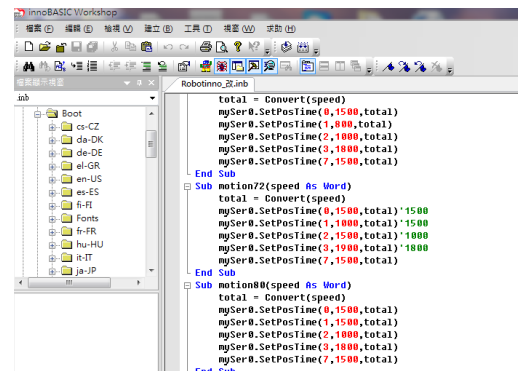 innoBASIC Workshop
檔案(F) 編輯(E) 檢視(V) 建立(B) 工具(T) 視窗(W) 求助(H)
檔案顯示視窗
.inb
Boot
cs-CZ
da-DK
de-DE
el-GR
en-US
es-ES
fi-FI
Fonts
fr-FR
hu-HU
it-IT
ja-JP
Robotinno_改.inb
total = Convert(speed)
mySer0.SetPosTime(0,1500,total)
mySer0.SetPosTime(1,800,total)
mySer0.SetPosTime(2,1000,total)
mySer0.SetPosTime(3,1800,total)
mySer0.SetPosTime(7,1500,total)
End Sub
Sub motion72(speed As Word)
total = Convert(speed)
mySer0.SetPosTime(0,1500,total)'1500
mySer0.SetPosTime(1,1000,total)'1500
mySer0.SetPosTime(2,1500,total)'1000
mySer0.SetPosTime(3,1900,total)'1800
mySer0.SetPosTime(7,1500,total)
End Sub
Sub motion80(speed As Word)
total = Convert(speed)
mySer0.SetPosTime(0,1500,total)
mySer0.SetPosTime(1,1500,total)
mySer0.SetPosTime(2,1000,total)
mySer0.SetPosTime(3,1800,total)
mySer0.SetPosTime(7,1500,total)
End Sub